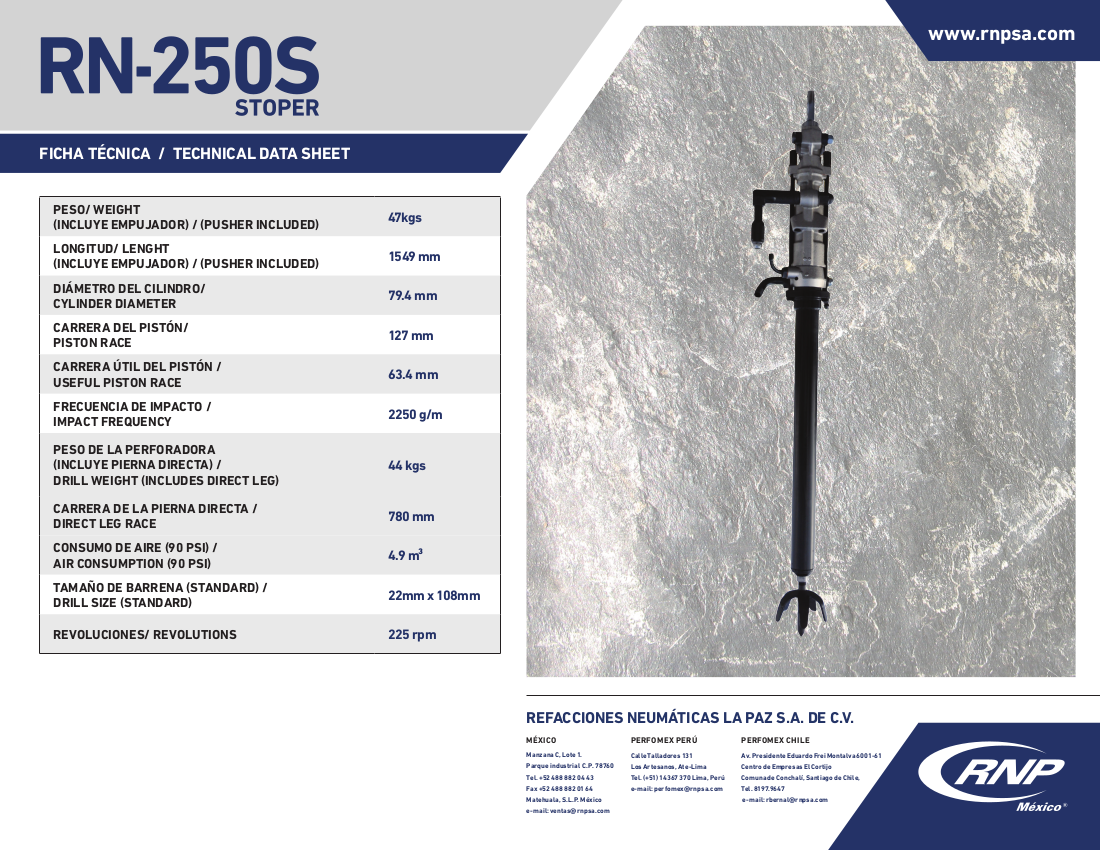 RN-250S
STOPER
www.rnpsa.com
FICHA TÉCNICA / TECHNICAL DATA SHEET
PESO/ WEIGHT
(INCLUYE EMPUJADOR) / (PUSHER INCLUDED)
47kgs
LONGITUD/ LENGHT
(INCLUYE EMPUJADOR) / (PUSHER INCLUDED)
1549 mm
DIÁMETRO DEL CILINDRO/
CYLINDER DIAMETER
79.4 mm
CARRERA DEL PISTÓN/
PISTON RACE
127 mm
CARRERA ÚTIL DEL PISTÓN /
USEFUL PISTON RACE
63.4 mm
FRECUENCIA DE IMPACTO /
IMPACT FREQUENCY
2250 g/m
PESO DE LA PERFORADORA
(INCLUYE PIERNA DIRECTA) /
DRILL WEIGHT (INCLUDES DIRECT LEG)
44 kgs
CARRERA DE LA PIERNA DIRECTA /
DIRECT LEG RACE
780 mm
CONSUMO DE AIRE (90 PSI) /
AIR CONSUMPTION (90 PSI)
4.9 m³
TAMAÑO DE BARRENA (STANDARD) /
DRILL SIZE (STANDARD)
22mm x 108mm
REVOLUCIONES/ REVOLUTIONS
225 rpm
REFACCIONES NEUMÁTICAS LA PAZ S.A. DE C.V.
MÉXICO
Manzana C, Lote 1.
Parque industrial C.P. 78760
Tel. +52 488 882 04 43
Fax +52 488 882 01 64
Matehuala, S.L.P. México
e-mail: ventas@rnpsa.com
PERFOMEX PERÚ
Calle Talladores 131
Los Artesanos, Ate-Lima
Tel. (+51) 14367 370 Lima, Perú
e-mail: perfomex@rnpsa.com
PERFOMEX CHILE
Av. Presidente Eduardo Frei Montalva 6001-61
Centro de Empresas El Cortijo
Comunade Conchalí, Santiago de Chile,
Tel. 8197.9647
e-mail: rbernal@rnpsa.com
RNP
México®